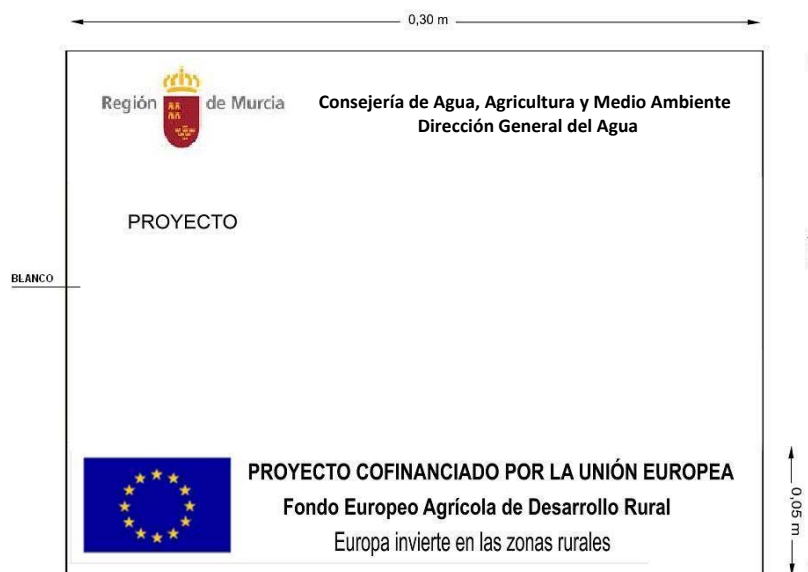 0,30 m
Región de Murcia
Consejería de Agua, Agricultura y Medio Ambiente
Dirección General del Agua
PROYECTO
BLANCO
PROYECTO COFINANCIADO POR LA UNIÓN EUROPEA
Fondo Europeo Agrícola de Desarrollo Rural
Europa invierte en las zonas rurales
0,05 m